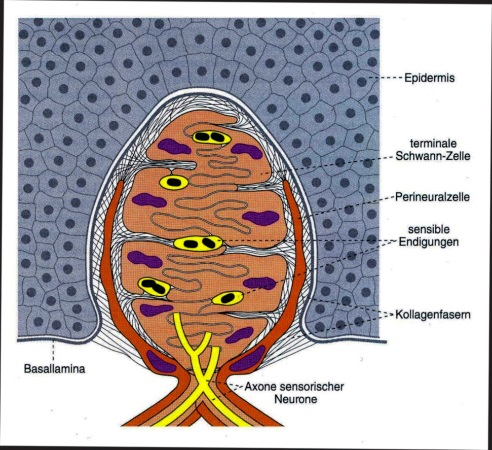 Epidermis
terminale
Schwann-Zelle
Perineuralzelle
sensible
Endigungen
Kollagenfasern
Basallamina
Axone sensorischer
Neurone